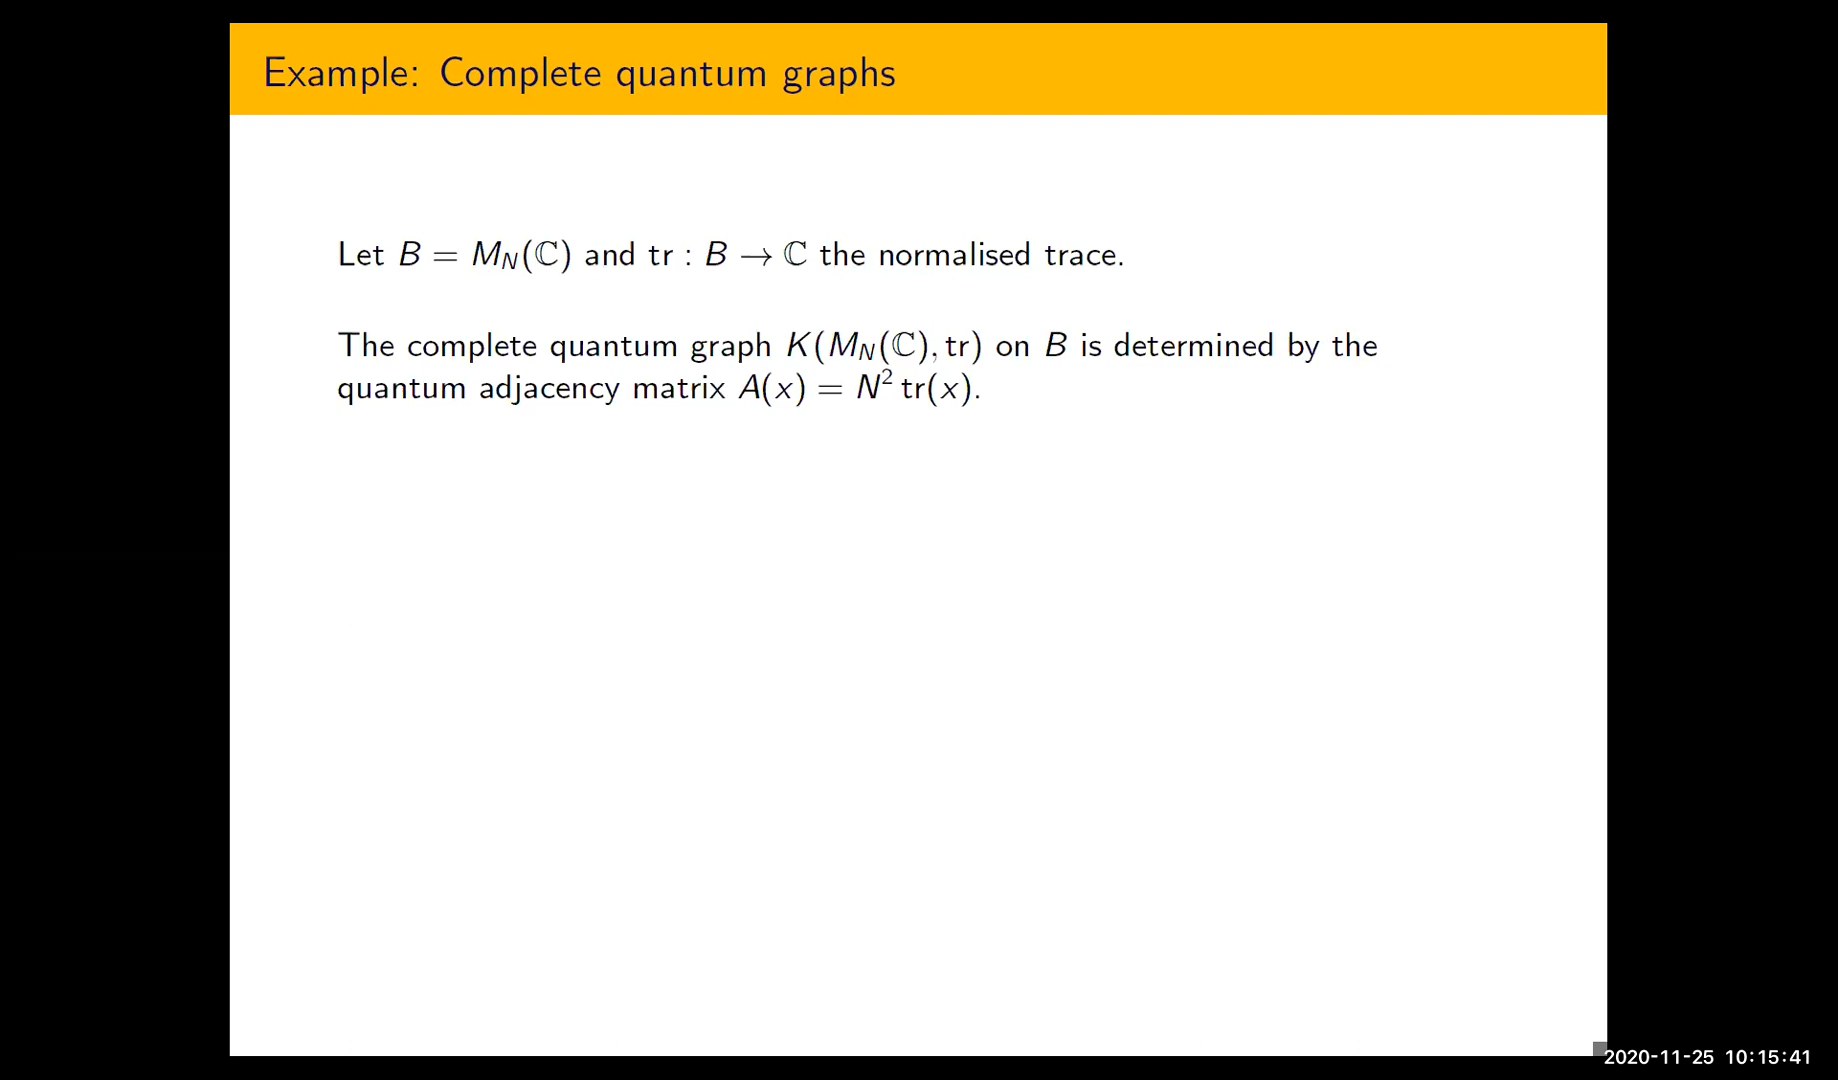 Example: Complete quantum graphs
Let B = M_N(ℂ) and tr : B → ℂ the normalised trace.
The complete quantum graph K(M_N(ℂ), tr) on B is determined by the
quantum adjacency matrix A(x) = N² tr(x).
2020-11-25 10:15:41